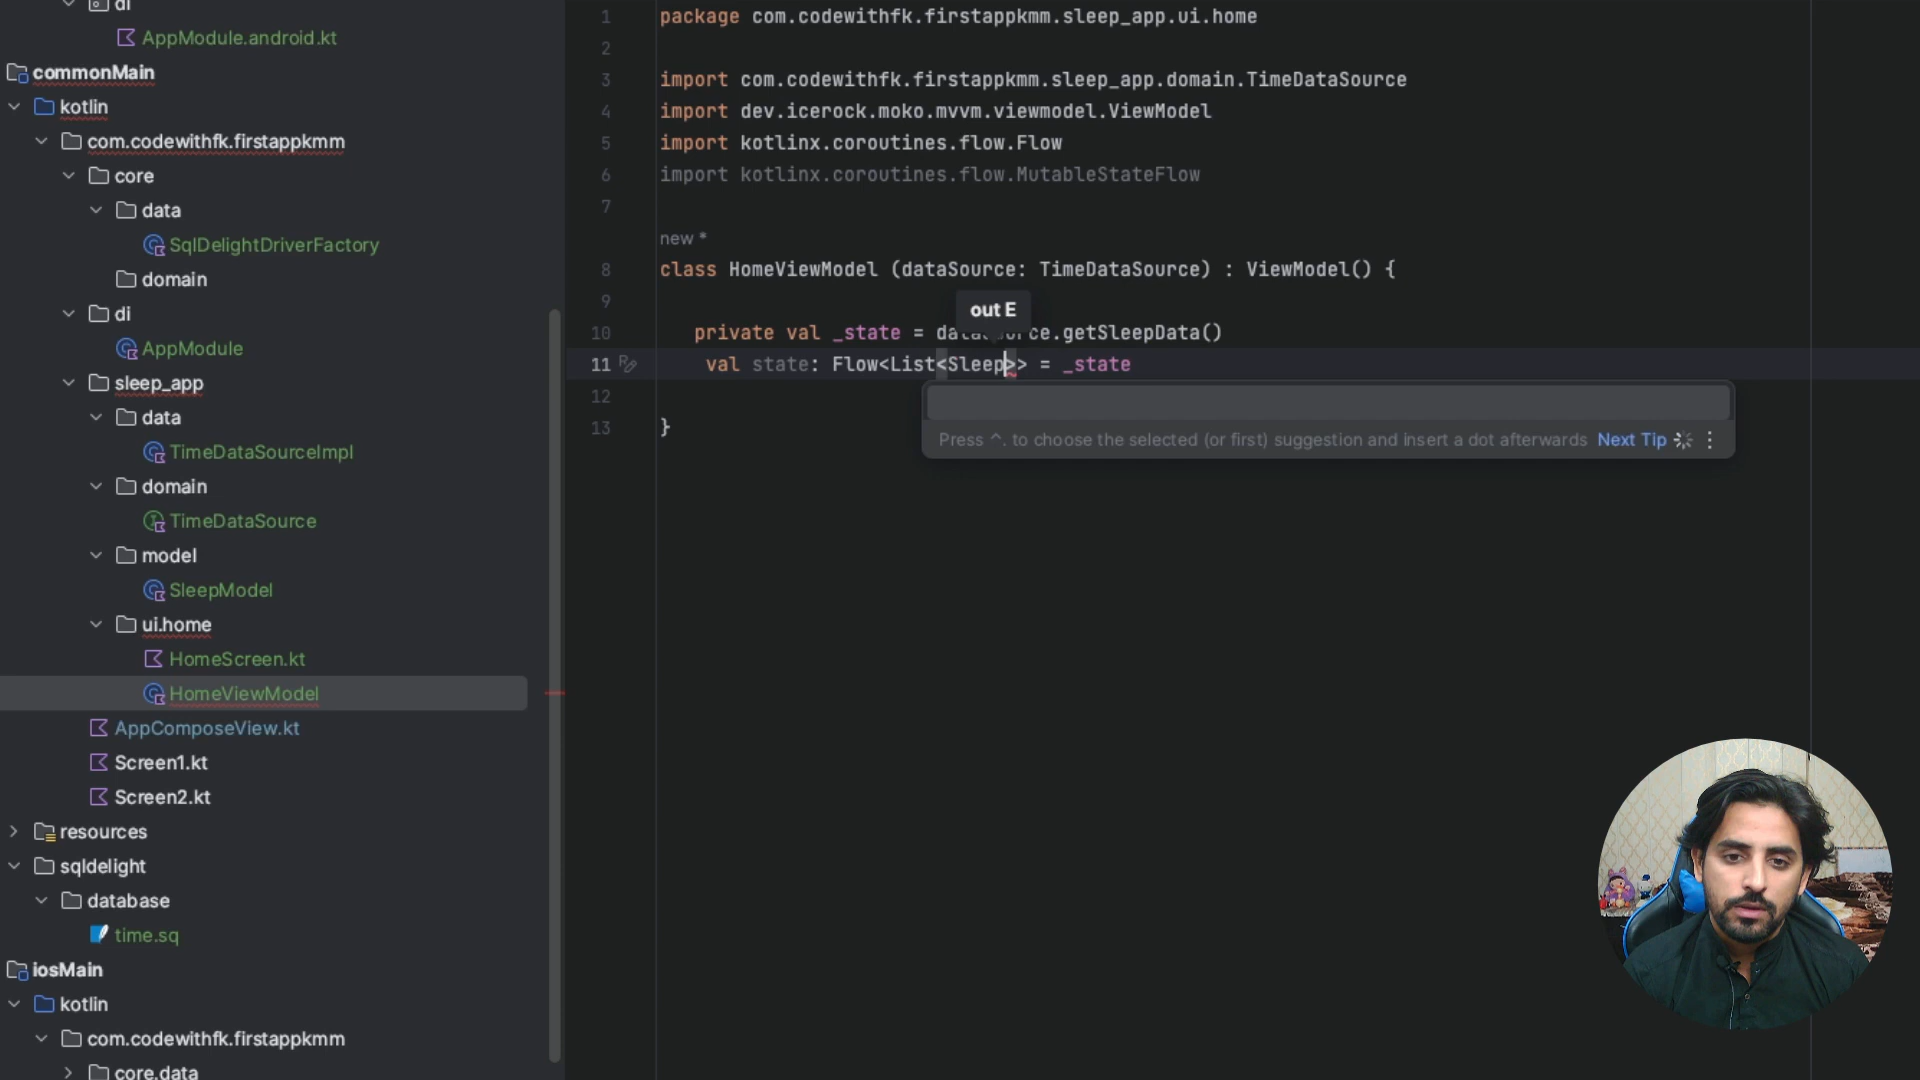 di
AppModule.android.kt
commonMain
kotlin
com.codewithfk.firstappkmm
core
data
SqlDelightDriverFactory
domain
di
AppModule
sleep_app
data
TimeDataSourceImpl
domain
TimeDataSource
model
SleepModel
ui.home
HomeScreen.kt
HomeViewModel
AppComposeView.kt
Screen1.kt
Screen2.kt
resources
sqldelight
database
time.sq
iosMain
kotlin
com.codewithfk.firstappkmm
core.data
1 package com.codewithfk.firstappkmm.sleep_app.ui.home
2
3 import com.codewithfk.firstappkmm.sleep_app.domain.TimeDataSource
4 import dev.icerock.moko.mvvm.viewmodel.ViewModel
5 import kotlinx.coroutines.flow.Flow
6 import kotlinx.coroutines.flow.MutableStateFlow
7
new *
8 class HomeViewModel (dataSource: TimeDataSource) : ViewModel() {
9
out E
10 private val _state = dataSource.getSleepData()
11 val state: Flow<List<Sleep>> = _state
12
13 }
Press ^. to choose the selected (or first) suggestion and insert a dot afterwards Next Tip